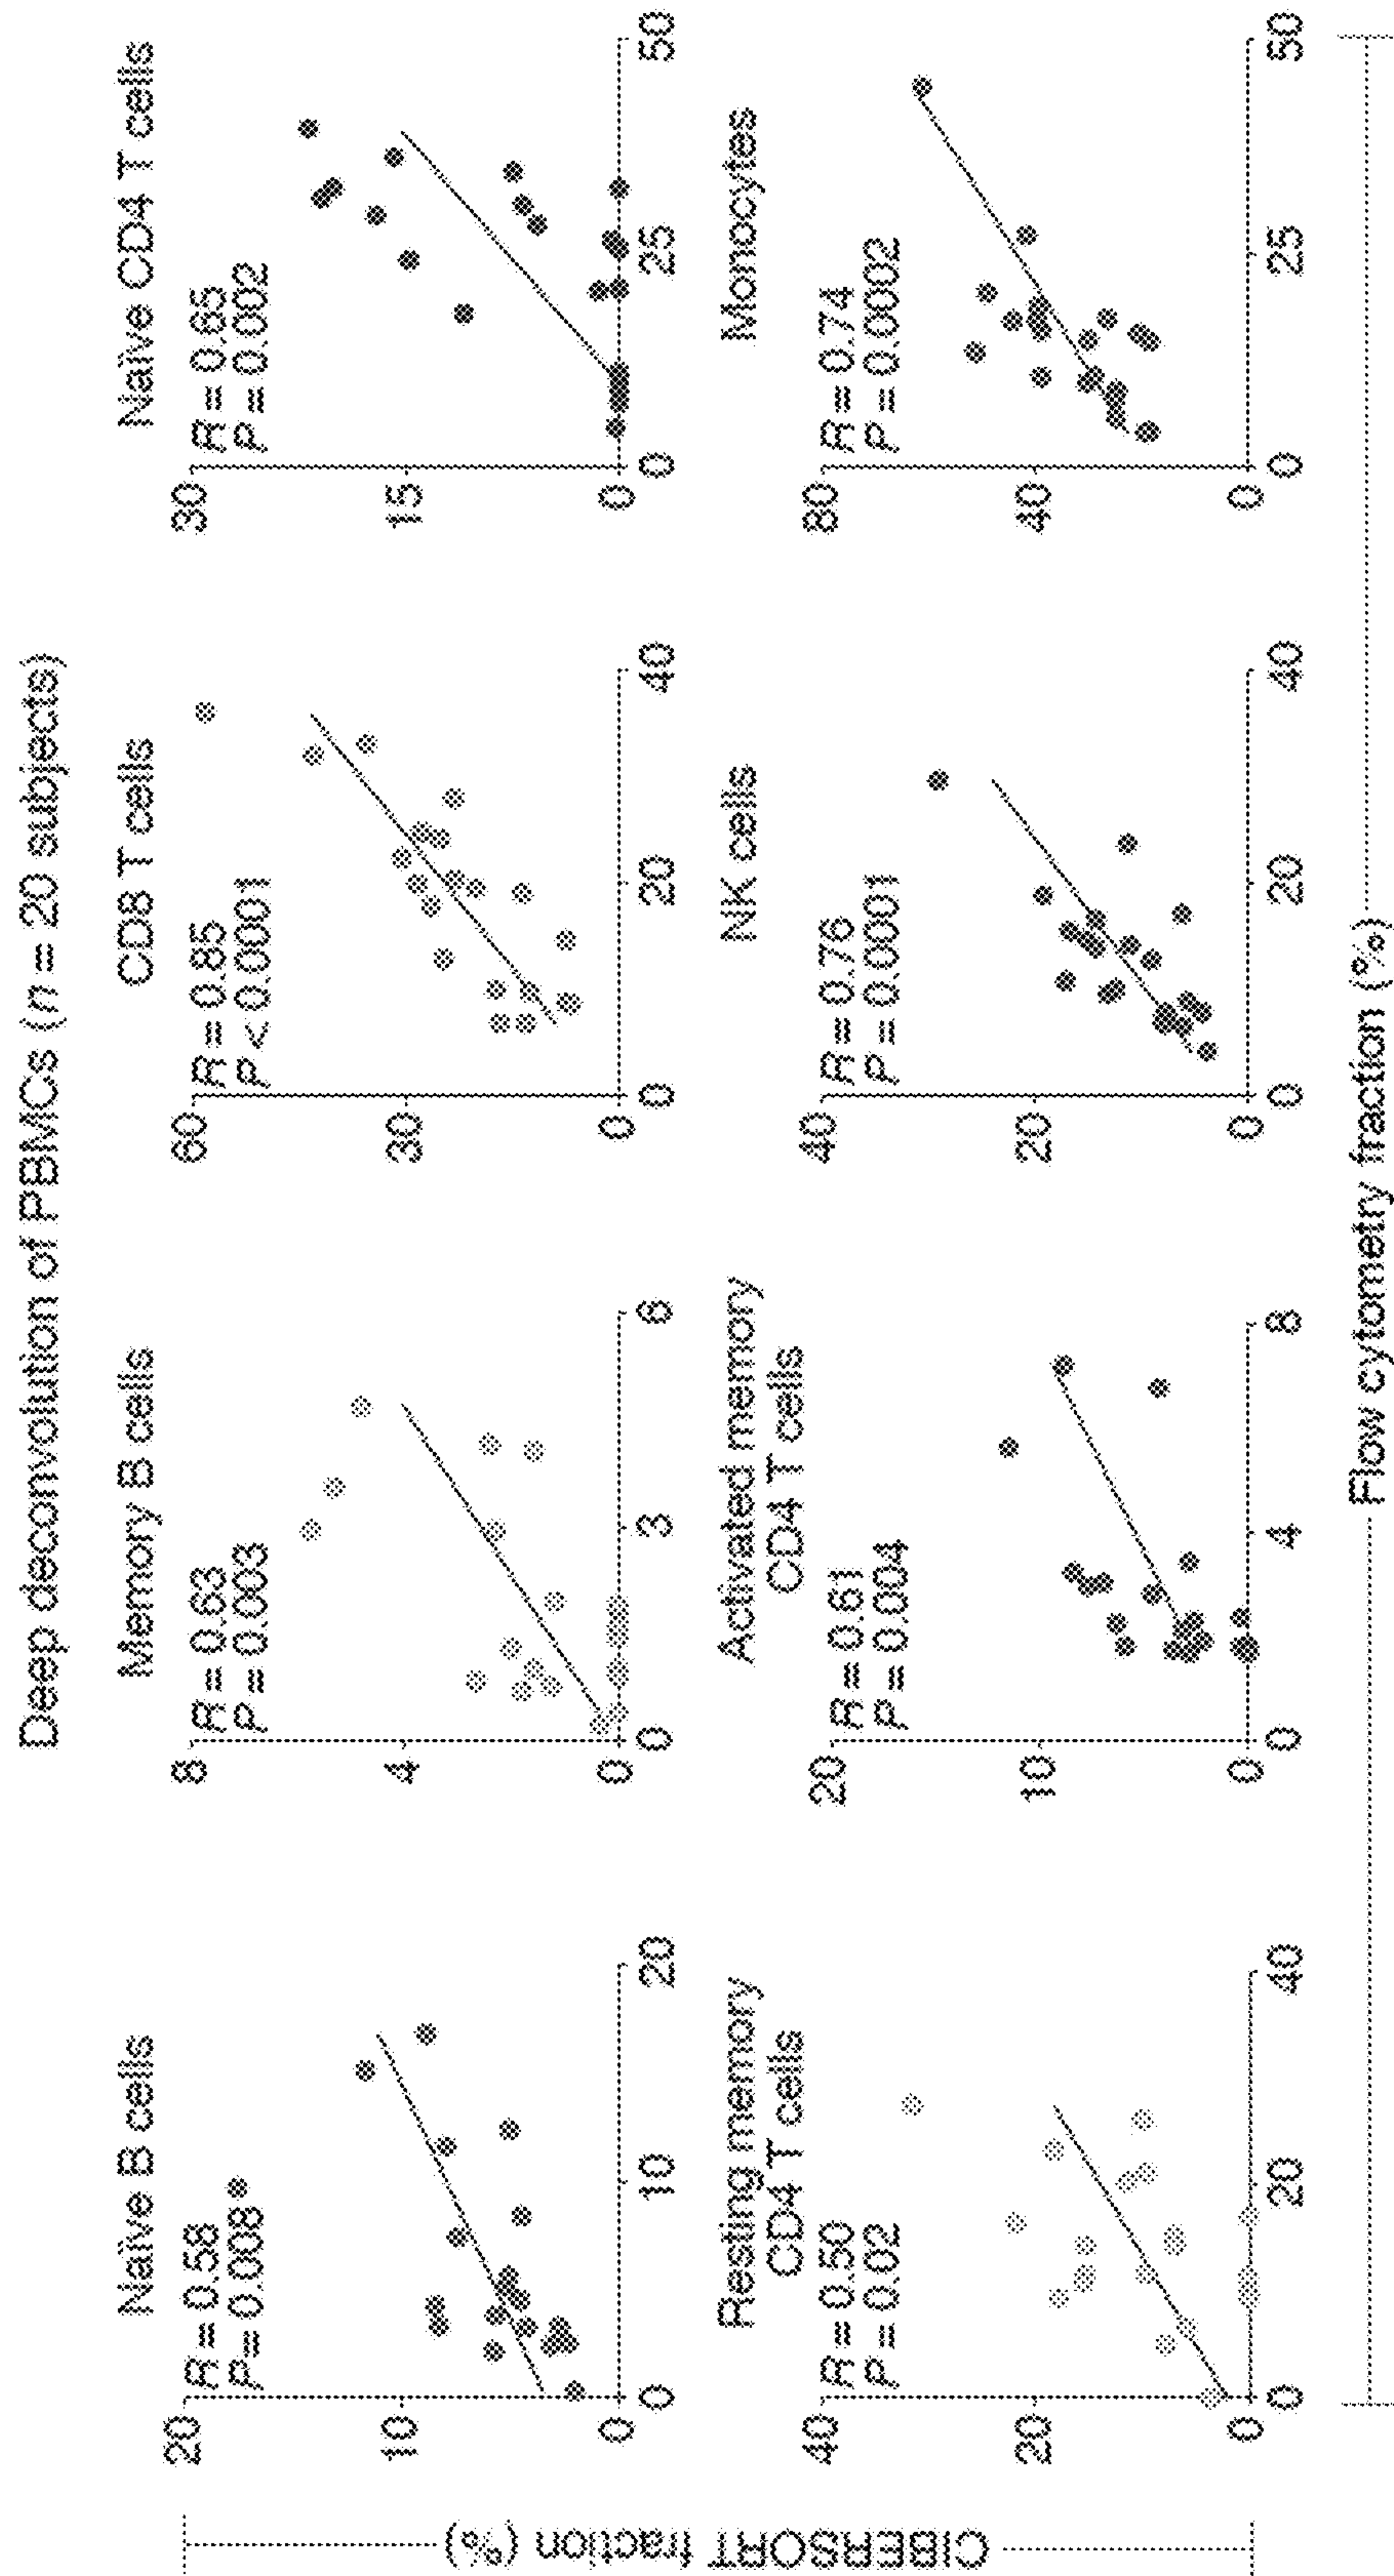 Deep deconvolution of PBMCs (n = 20 subjects)
Naïve B cells
R = 0.58
P = 0.008
20
10
0
0
10
20
Memory B cells
R = 0.63
P = 0.003
8
4
0
0
3
6
CD8 T cells
R = 0.85
P < 0.0001
60
30
0
0
20
40
Naïve CD4 T cells
R = 0.65
P = 0.002
30
15
0
0
25
50
Resting memory
CD4 T cells
R = 0.50
P = 0.02
40
20
0
0
20
40
Activated memory
CD4 T cells
R = 0.61
P = 0.004
20
10
0
0
4
8
NK cells
R = 0.76
P = 0.0001
40
20
0
0
20
40
Monocytes
R = 0.74
P = 0.0002
80
40
0
0
25
50
CIBERSORT fraction (%)
Flow cytometry fraction (%)